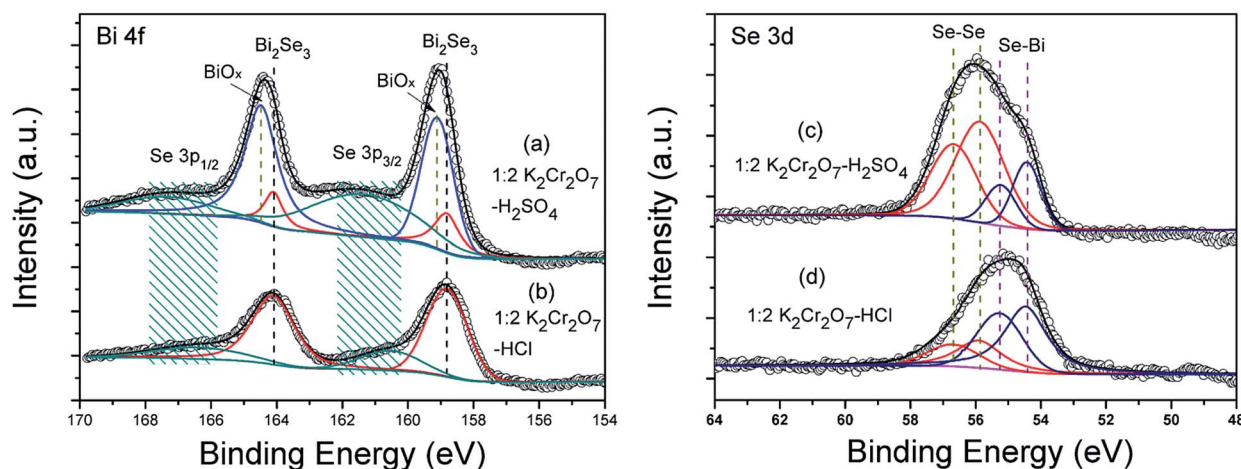 Bi 4f
Bi₂Se₃
Bi₂Se₃
BiOₓ
BiOₓ
Se 3p₁/₂
Se 3p₃/₂
(a)
1:2 K₂Cr₂O₇
-H₂SO₄
(b)
1:2 K₂Cr₂O₇
-HCl
Intensity (a.u.)
170 168 166 164 162 160 158 156 154
Binding Energy (eV)
Se 3d
Se-Se
Se-Bi
(c)
1:2 K₂Cr₂O₇-H₂SO₄
(d)
1:2 K₂Cr₂O₇-HCl
Intensity (a.u.)
64 62 60 58 56 54 52 50 48
Binding Energy (eV)